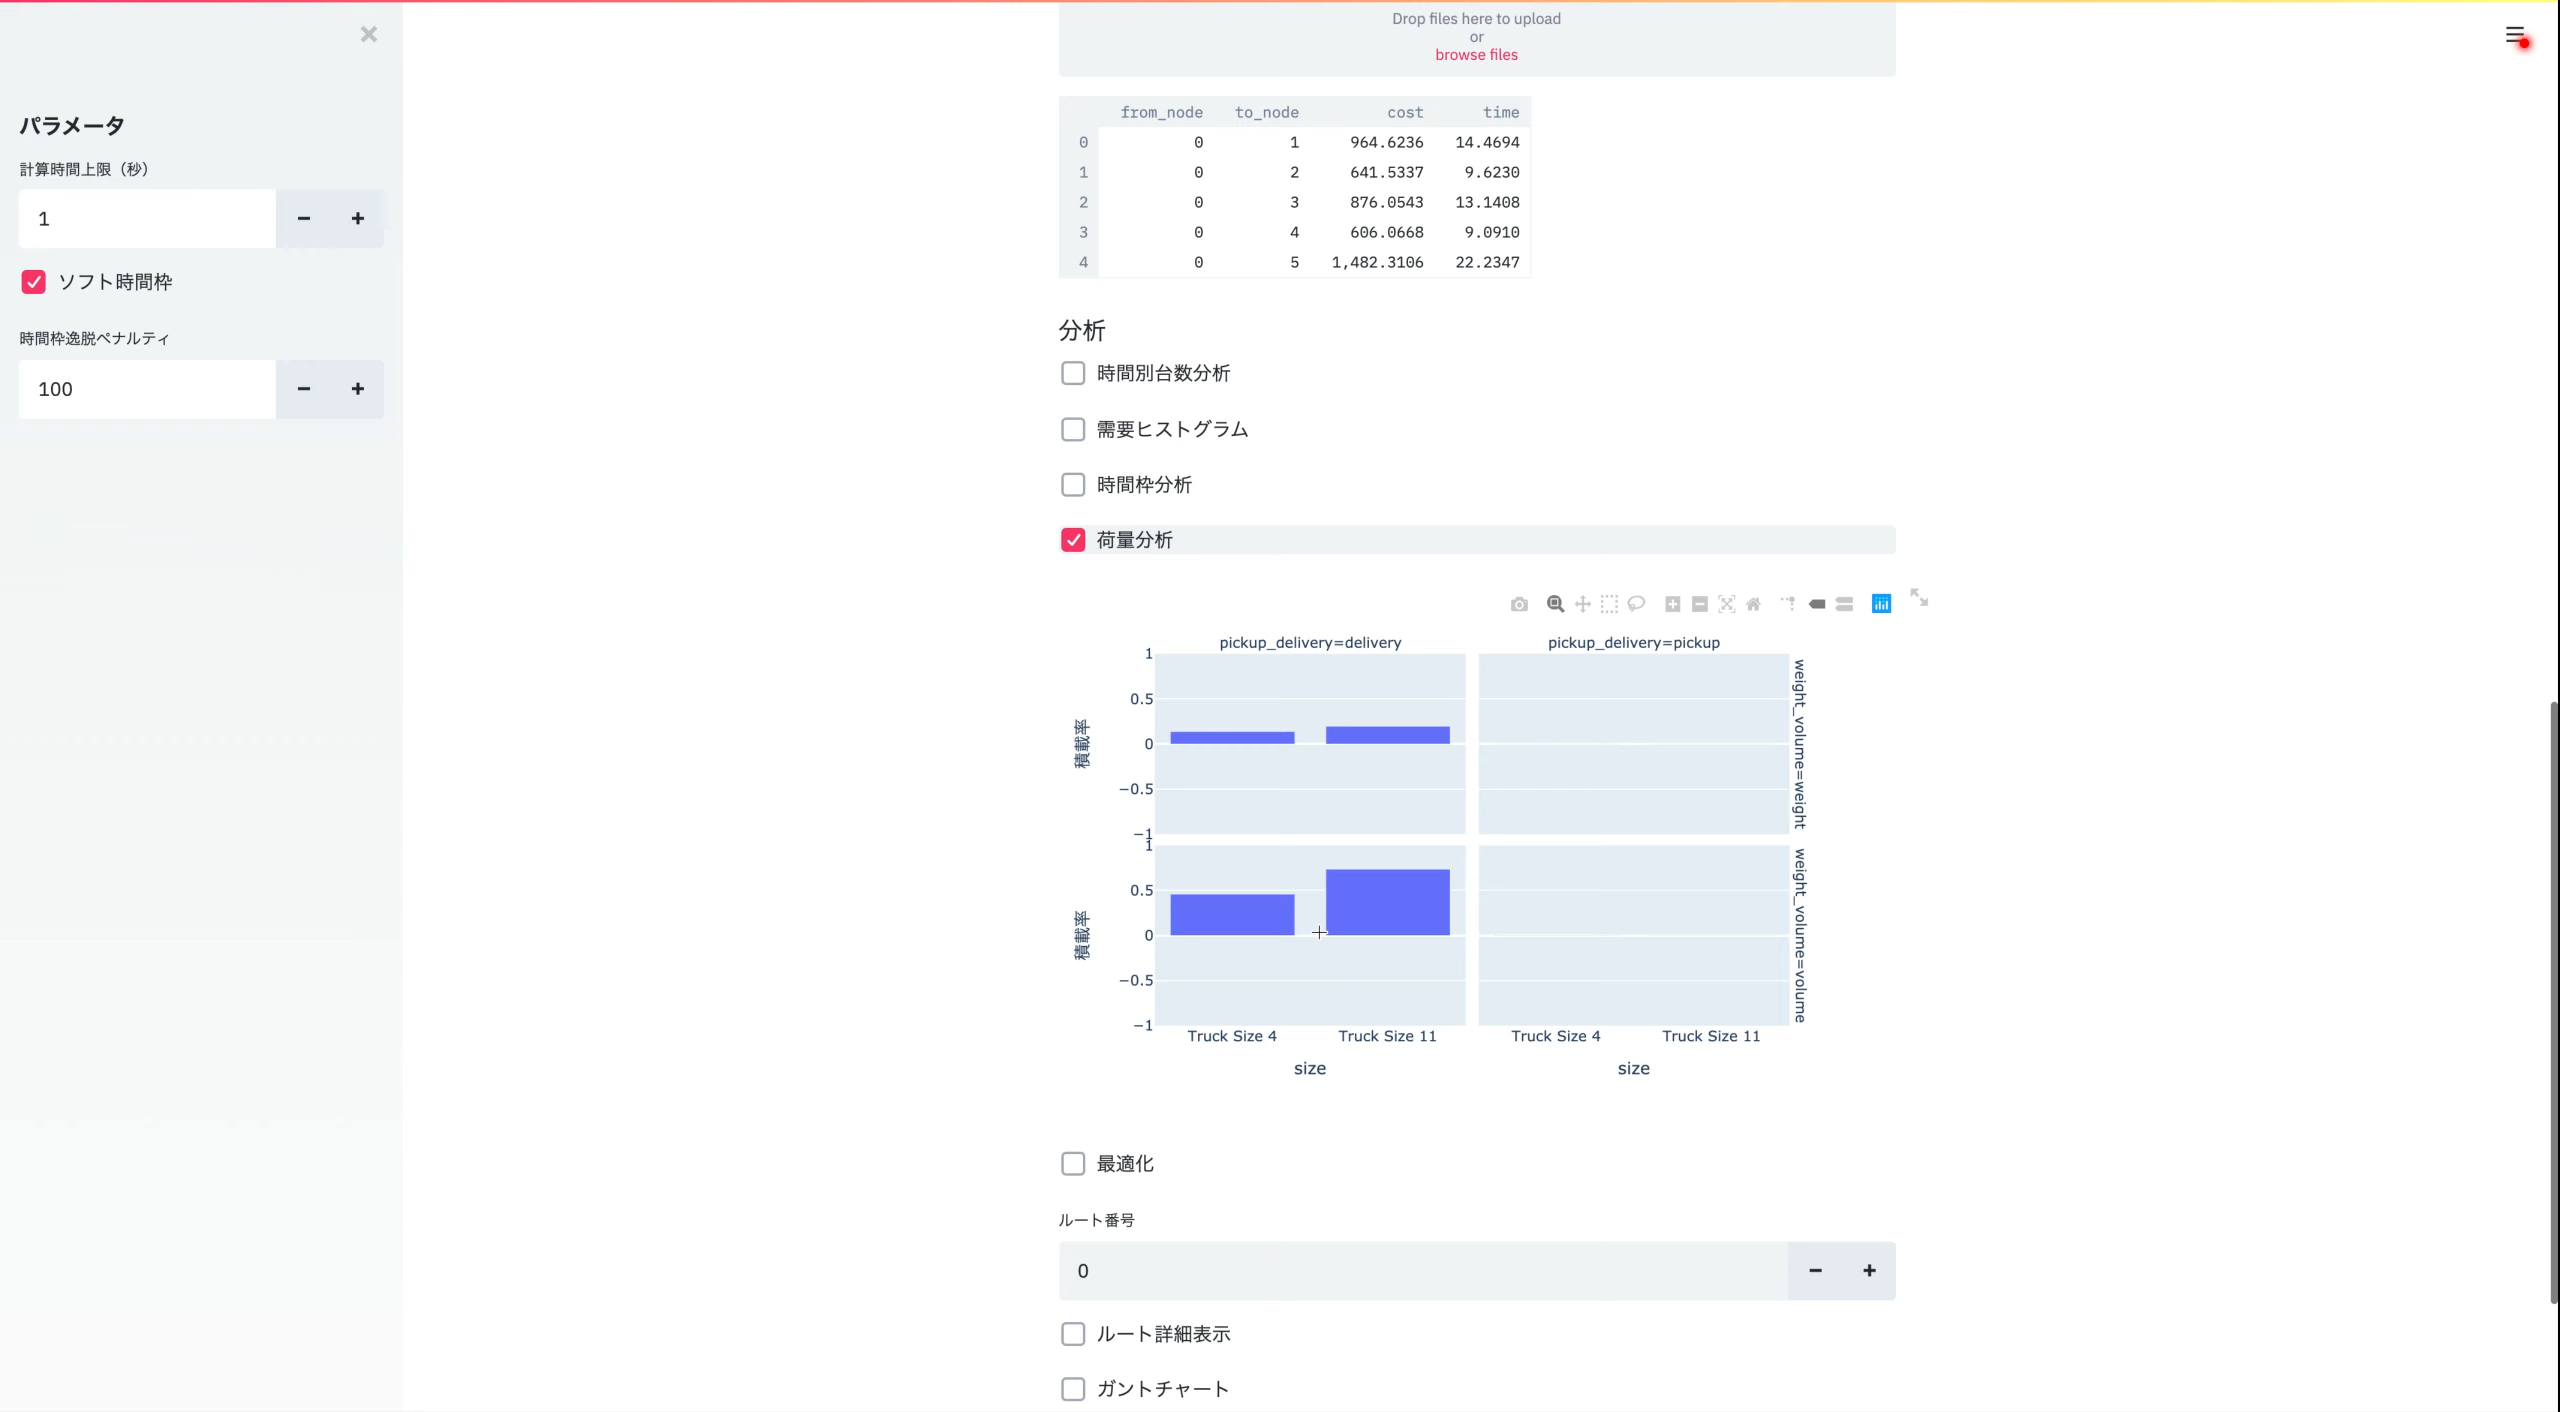 パラメータ
計算時間上限（秒）
1
ソフト時間枠
時間枠逸脱ペナルティ
100
Drop files here to upload
or
browse files
from_node to_node cost time
0 0 1 964.6236 14.4694
1 0 2 641.5337 9.6230
2 0 3 876.0543 13.1408
3 0 4 606.0668 9.0910
4 0 5 1,482.3106 22.2347
分析
時間別台数分析
需要ヒストグラム
時間枠分析
荷量分析
pickup_delivery=delivery
pickup_delivery=pickup
1
0.5
0
−0.5
−1
積載率
weight_volume=weight
1
0.5
0
−0.5
−1
積載率
weight_volume=volume
Truck Size 4 Truck Size 11 Truck Size 4 Truck Size 11
size size
最適化
ルート番号
0
ルート詳細表示
ガントチャート